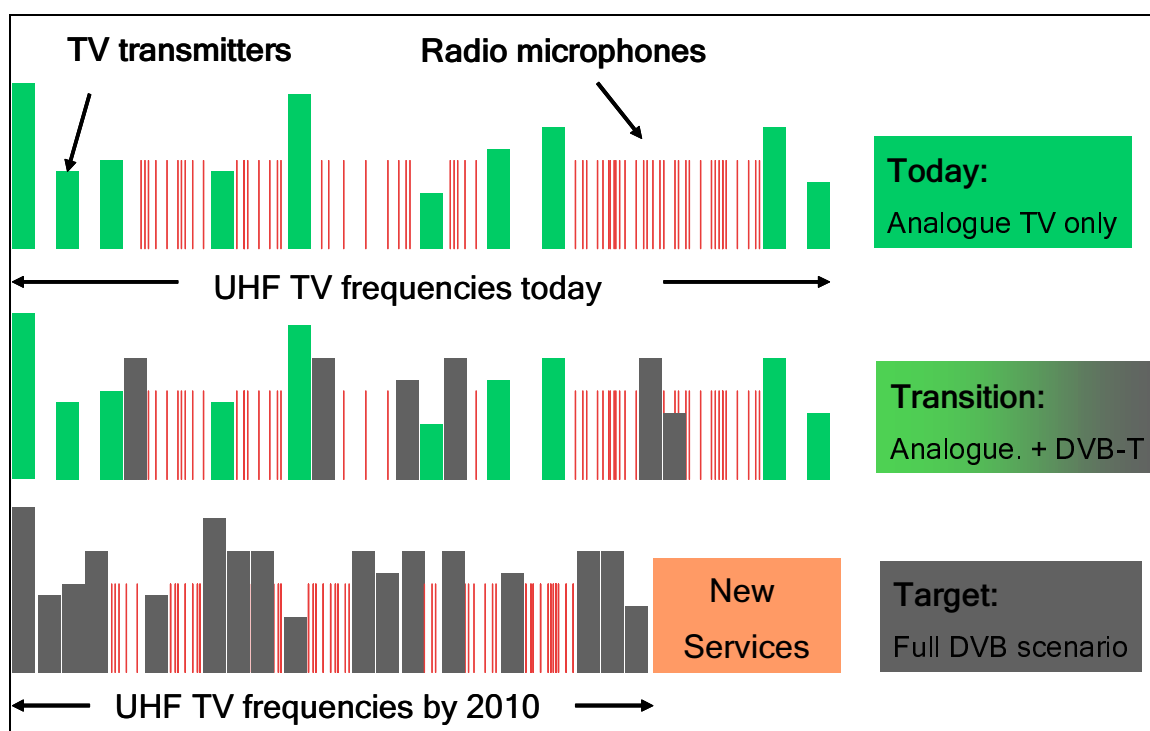 TV transmitters
Radio microphones
Today:
Analogue TV only
UHF TV frequencies today
Transition:
Analogue. + DVB-T
New
Services
Target:
Full DVB scenario
UHF TV frequencies by 2010